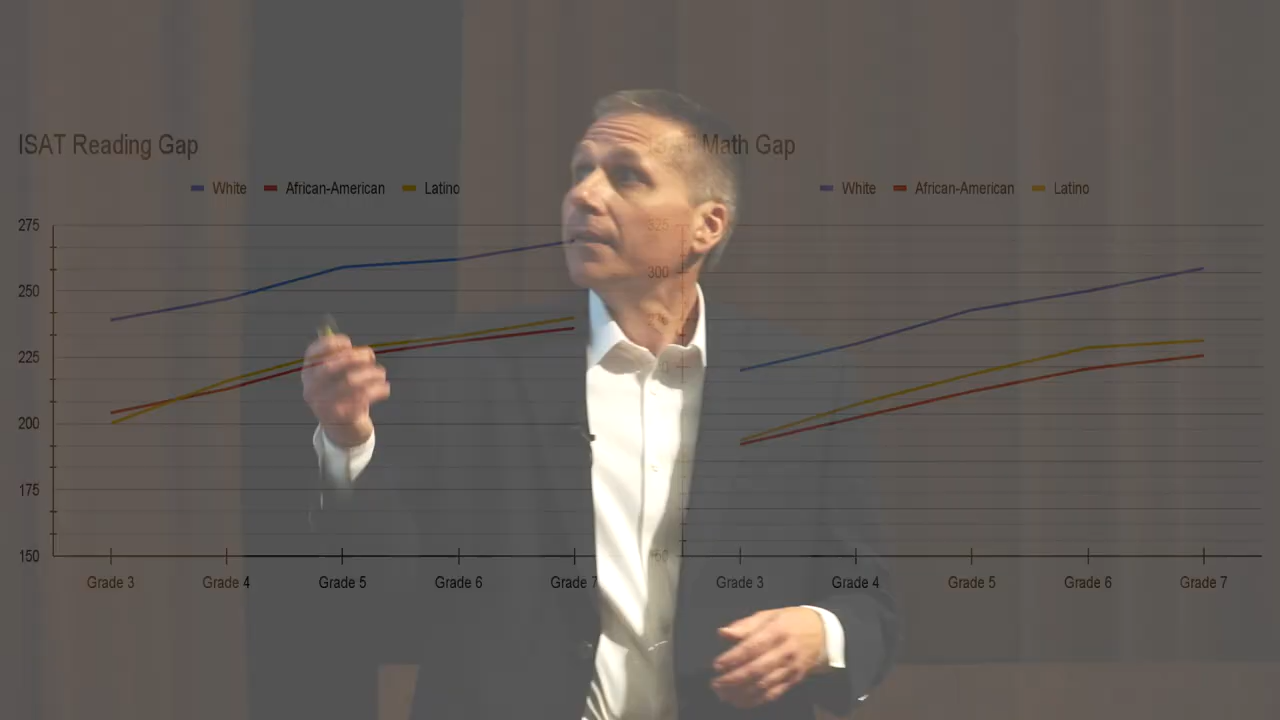 ISAT Reading Gap
White African-American Latino
275
250
225
200
175
150
Grade 3 Grade 4 Grade 5 Grade 6 Grade 7
Math Gap
White African-American Latino
325
300
Grade 3 Grade 4 Grade 5 Grade 6 Grade 7